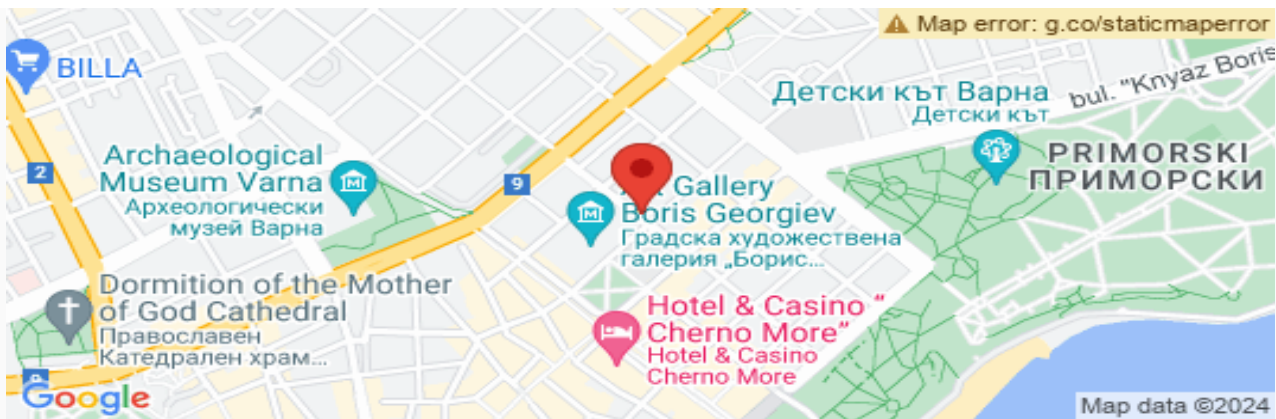 Map error: g.co/staticmaperror
BILLA
bul. "Knyaz Boris
Детски кът Варна
Детски кът
Archaeological
Museum Varna
Археологически
музей Варна
2
9
PRIMORSKI
ПРИМОРСКИ
Gallery
Boris Georgiev
Градска художествена
галерия „Борис...
Dormition of the Mother
of God Cathedral
Православен
Катедрален храм...
Hotel & Casino "
Cherno More"
Hotel & Casino
Cherno More
Google
Map data ©2024